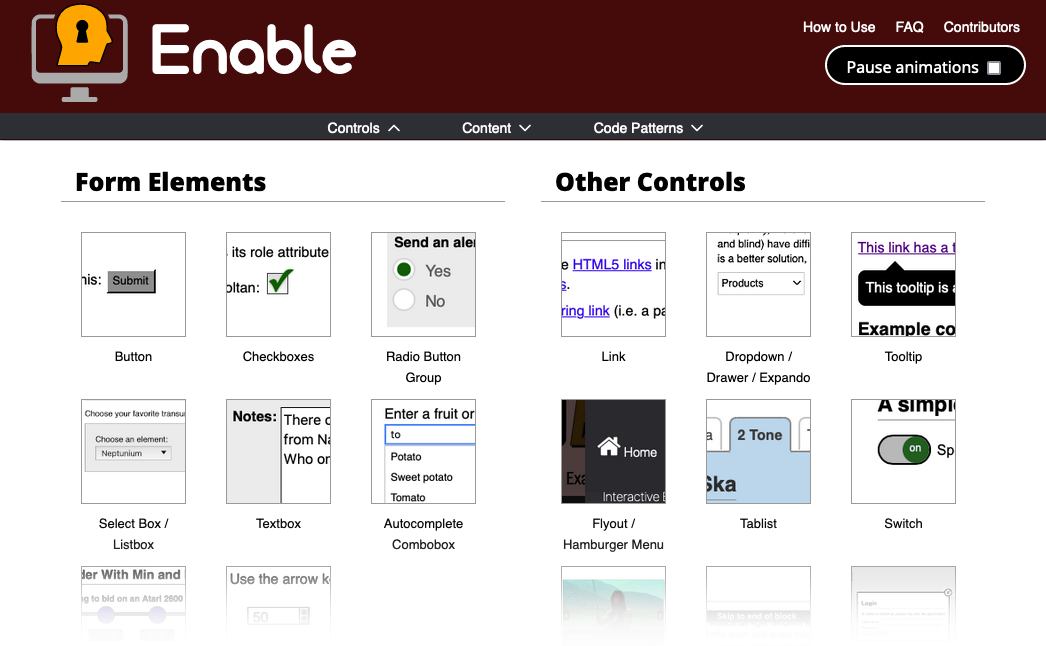 Enable
How to Use FAQ Contributors
Pause animations
Controls Content Code Patterns
Form Elements
his: Submit
Button
its role attribute
oltan:
Checkboxes
Send an aler
Yes
No
Radio Button
Group
Choose your favorite transu
Choose an element:
Neptunium
Select Box /
Listbox
Notes:
There o
from Na
Who or
Textbox
Enter a fruit or
to
Potato
Sweet potato
Tomato
Autocomplete
Combobox
der With Min and
ng to bid on an Atari 2600
Use the arrow k
50
Other Controls
e HTML5 links in
s.
ring link (i.e. a pa
Link
and blind) have diffi
is a better solution,
Products
Dropdown /
Drawer / Expando
This link has a t
This tooltip is a
Example co
Tooltip
Exa
Home
Interactive E
Flyout /
Hamburger Menu
a 2 Tone T
Ska
Tablist
A simple
on Sp
Switch
Skip to end of block
Login